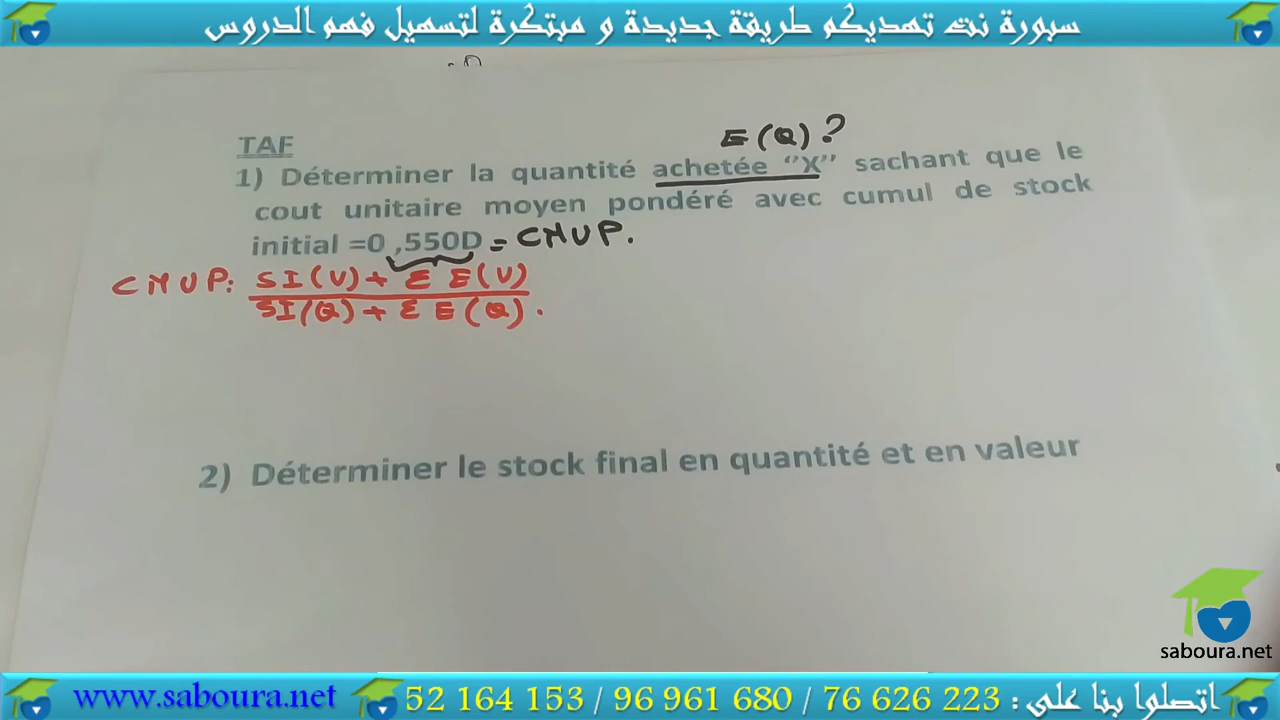 سبورة نت تهديكم طريقة جديدة و مبتكرة لتسهيل فهم الدروس
TAF
E(Q)?
1) Déterminer la quantité achetée ‘‘X’’ sachant que le
cout unitaire moyen pondéré avec cumul de stock
initial =0 ,550D = CMUP.
CMUP: SI(V)+ Σ E(V)
SI(Q)+ Σ E(Q).
2) Déterminer le stock final en quantité et en valeur
saboura.net
www.saboura.net اتصلوا بنا على : 52 164 153 / 96 961 680 / 76 626 223